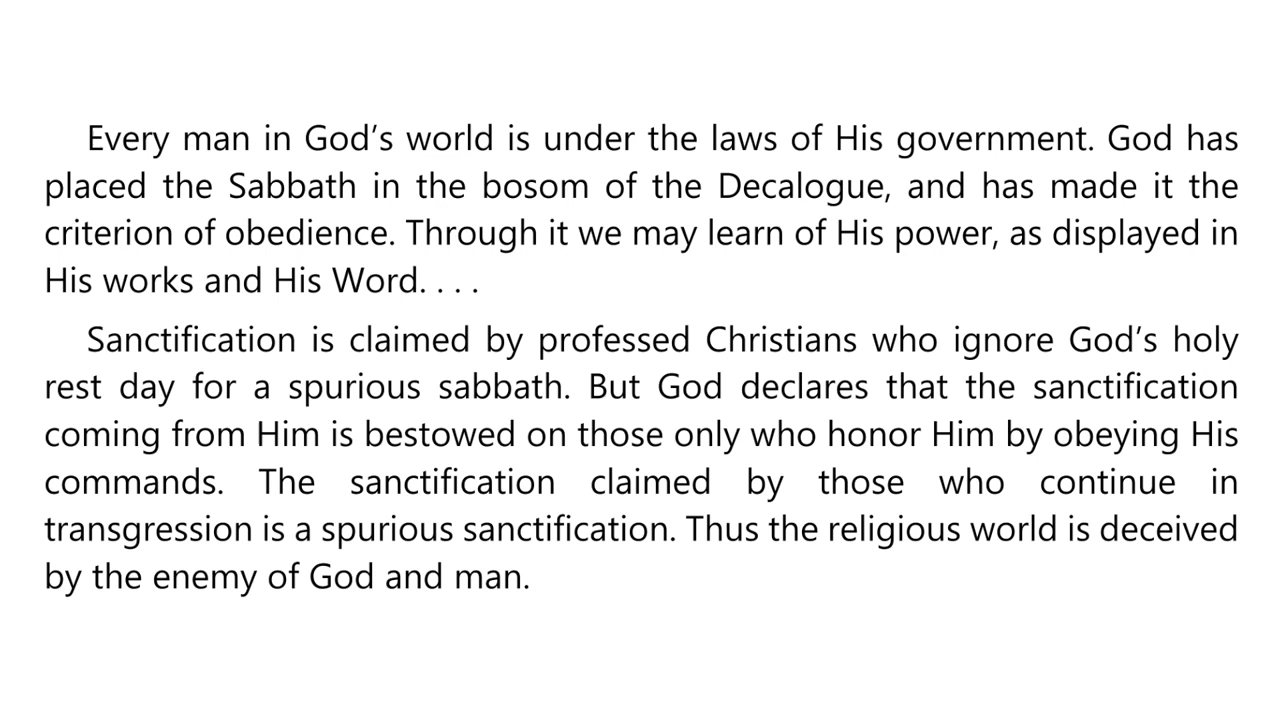 Every man in God’s world is under the laws of His government. God has
placed the Sabbath in the bosom of the Decalogue, and has made it the
criterion of obedience. Through it we may learn of His power, as displayed in
His works and His Word. . . .
Sanctification is claimed by professed Christians who ignore God’s holy
rest day for a spurious sabbath. But God declares that the sanctification
coming from Him is bestowed on those only who honor Him by obeying His
commands. The sanctification claimed by those who continue in
transgression is a spurious sanctification. Thus the religious world is deceived
by the enemy of God and man.